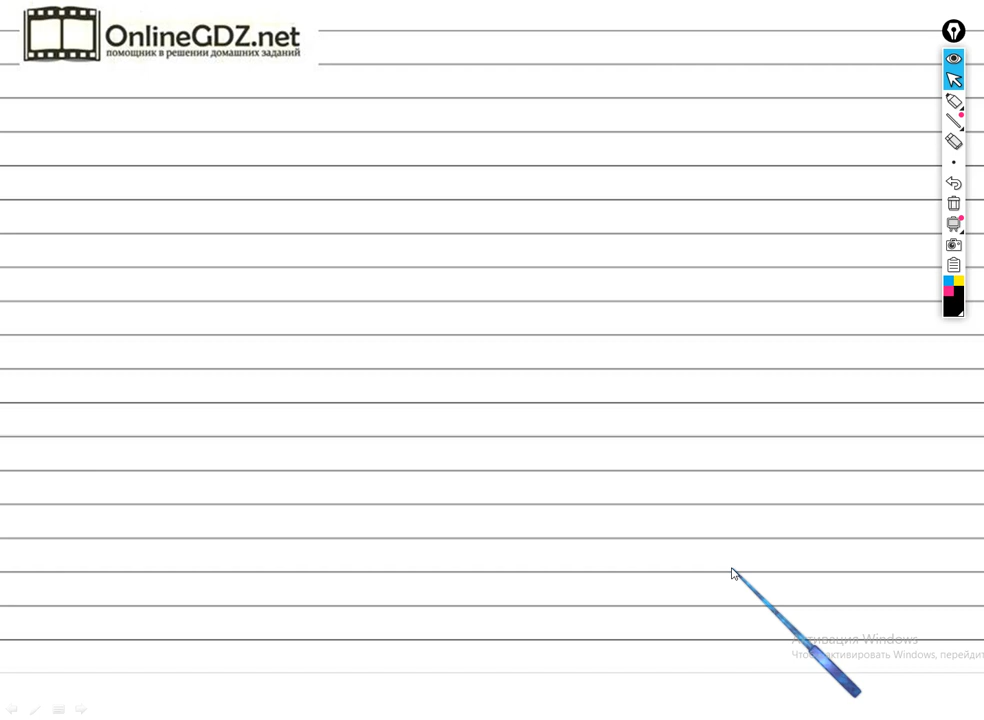 OnlineGDZ.net
помощник в решении домашних заданий
Активация Windows
Чтобы активировать Windows, перейдит